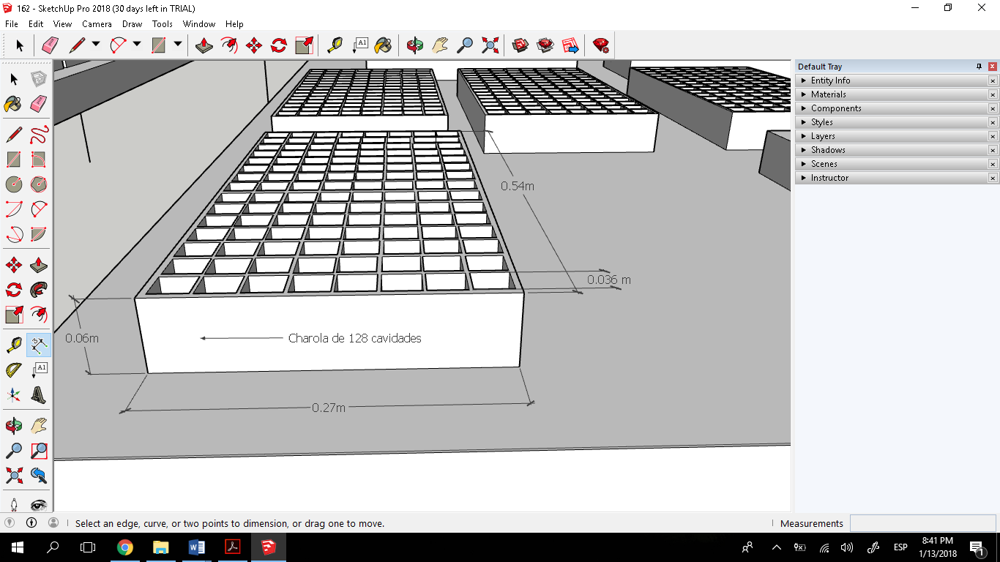 162 - SketchUp Pro 2018 (30 days left in TRIAL)
File Edit View Camera Draw Tools Window Help
A1
Default Tray
Entity Info
Materials
Components
Styles
Layers
Shadows
Scenes
Instructor
0.54m
0.036 m
0.06m
Charola de 128 cavidades
0.27m
A1
Select an edge, curve, or two points to dimension, or drag one to move.
Measurements
ESP
8:41 PM
1/13/2018
1